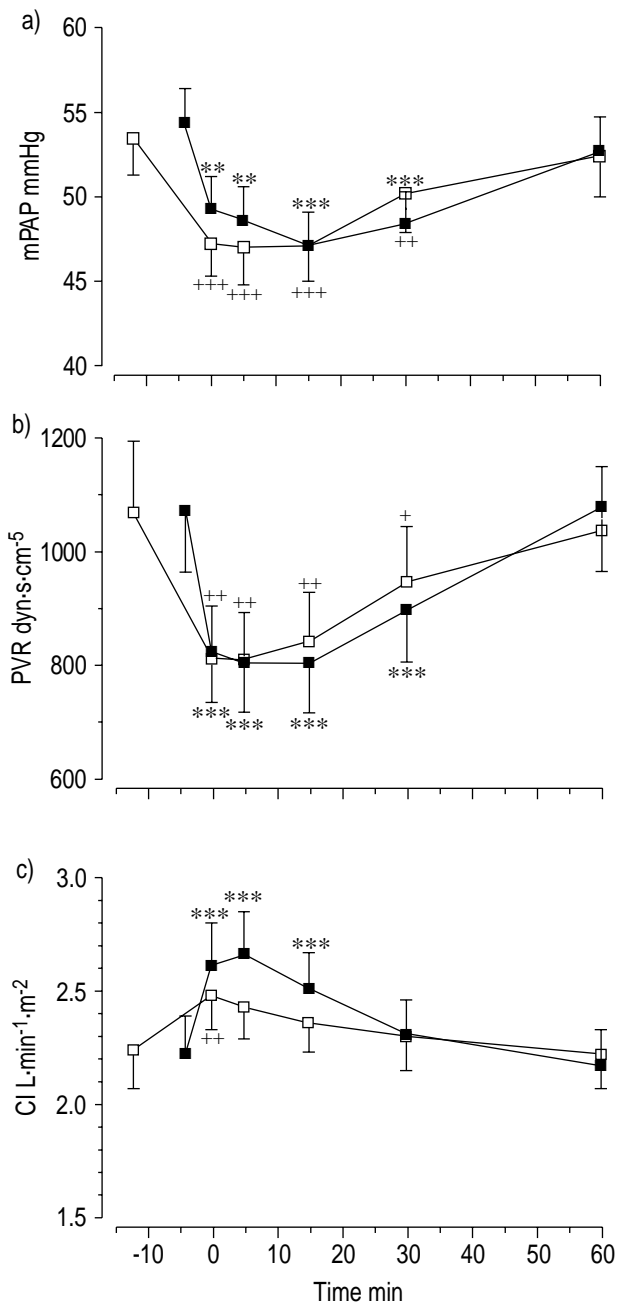 a)
60
55
50
45
40
mPAP mmHg
** ** *** ***
+++ +++ +++ ++
b)
1200
1000
800
600
PVR dyn·s·cm-5
++ ++ ++ +
*** *** *** ***
c)
3.0
2.5
2.0
1.5
CI L·min-1·m-2
*** *** ***
++
-10 0 10 20 30 40 50 60
Time min